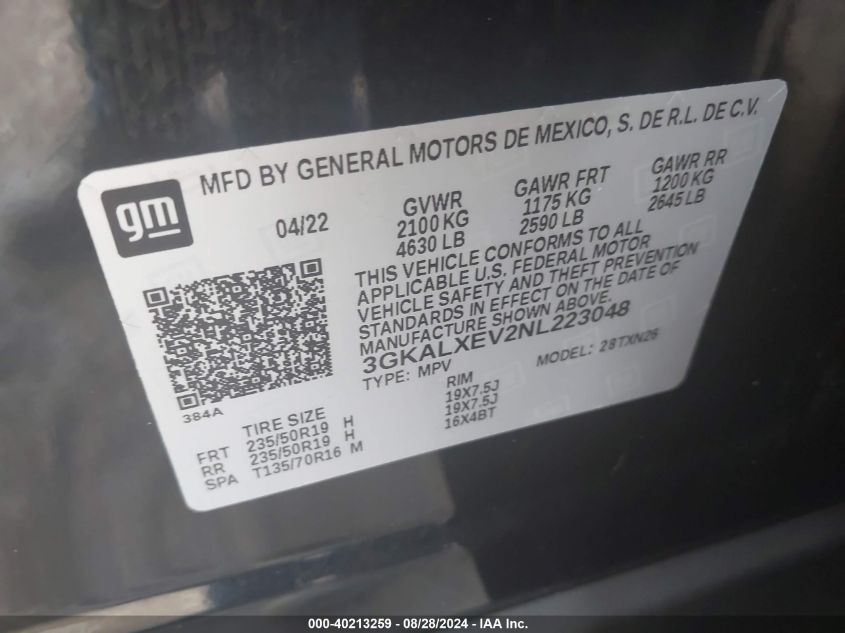 MFD BY GENERAL MOTORS DE MEXICO, S. DE R.L. DE C.V.
gm
04/22
GVWR
2100 KG
4630 LB
GAWR FRT
1175 KG
2590 LB
GAWR RR
1200 KG
2645 LB
THIS VEHICLE CONFORMS TO ALL
APPLICABLE U.S. FEDERAL MOTOR
VEHICLE SAFETY AND THEFT PREVENTION
STANDARDS IN EFFECT ON THE DATE OF
MANUFACTURE SHOWN ABOVE.
3GKALXEV2NL223048
TYPE: MPV
MODEL: 28TXN26
384A
TIRE SIZE
RIM
FRT 235/50R19 H 19X7.5J
RR 235/50R19 H 19X7.5J
SPA T135/70R16 M 16X4BT
000-40213259 - 08/28/2024 - IAA Inc.